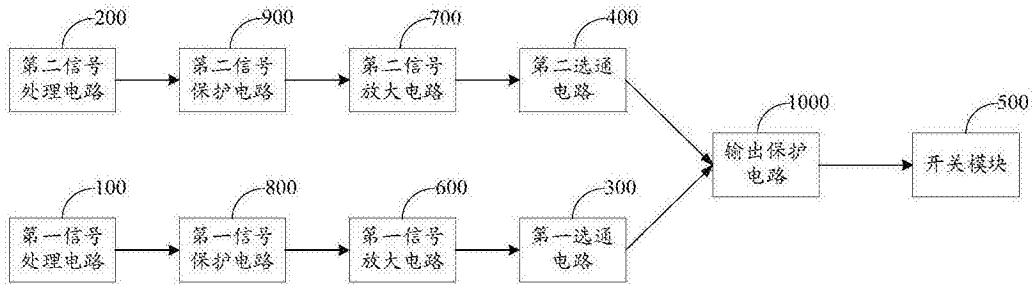 200
900
700
400
第二信号
处理电路
第二信号
保护电路
第二信号
放大电路
第二选通
电路
1000
500
输出保护
电路
开关模块
100
800
600
300
第一信号
处理电路
第一信号
保护电路
第一信号
放大电路
第一选通
电路